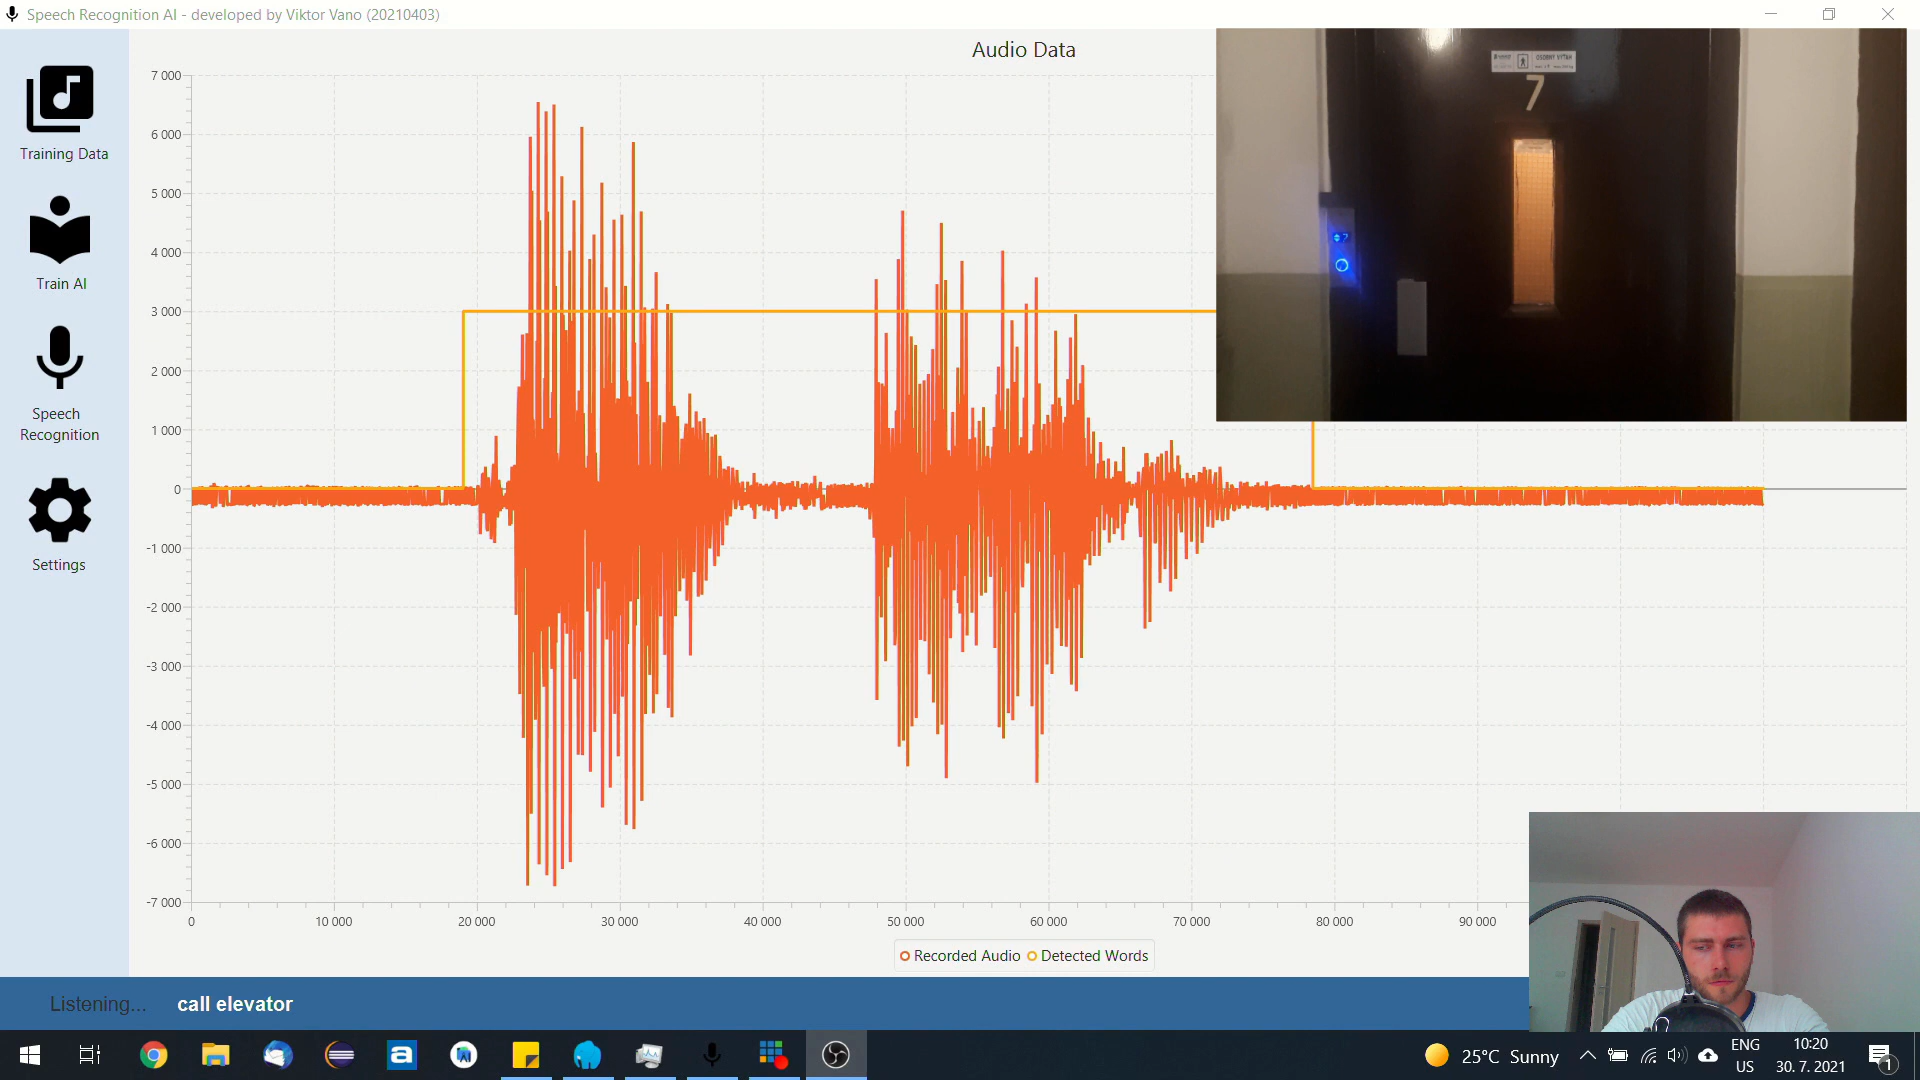 Speech Recognition AI - developed by Viktor Vano (20210403)
Training Data
Train AI
Speech
Recognition
Settings
Audio Data
7 000
6 000
5 000
4 000
3 000
2 000
1 000
0
-1 000
-2 000
-3 000
-4 000
-5 000
-6 000
-7 000
0
10 000
20 000
30 000
40 000
50 000
60 000
70 000
80 000
90 000
Recorded Audio
Detected Words
OSOBNÝ VÝŤAH
7
7
Listening...
call elevator
25°C Sunny
ENG
US
10:20
30. 7. 2021
1